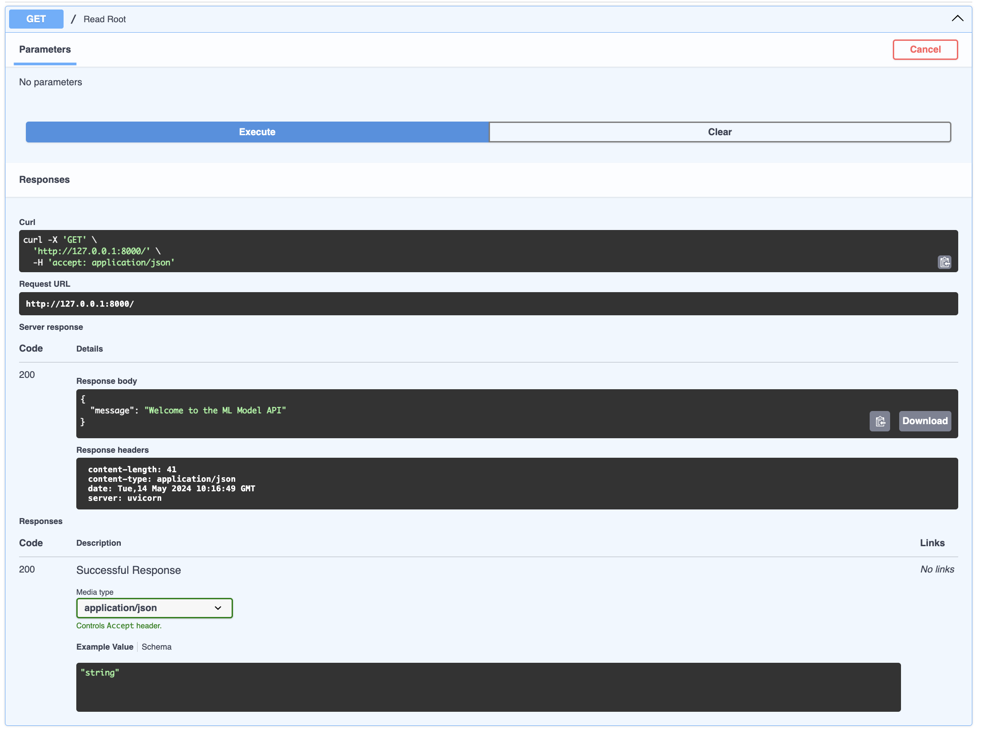 GET / Read Root
Parameters Cancel
No parameters
Execute Clear
Responses
Curl
curl -X 'GET' \
'http://127.0.0.1:8000/' \
-H 'accept: application/json'
Request URL
http://127.0.0.1:8000/
Server response
Code Details
200
Response body
{
"message": "Welcome to the ML Model API"
}
Download
Response headers
content-length: 41
content-type: application/json
date: Tue,14 May 2024 10:16:49 GMT
server: uvicorn
Responses
Code Description Links
200 Successful Response No links
Media type
application/json
Controls Accept header.
Example Value Schema
"string"